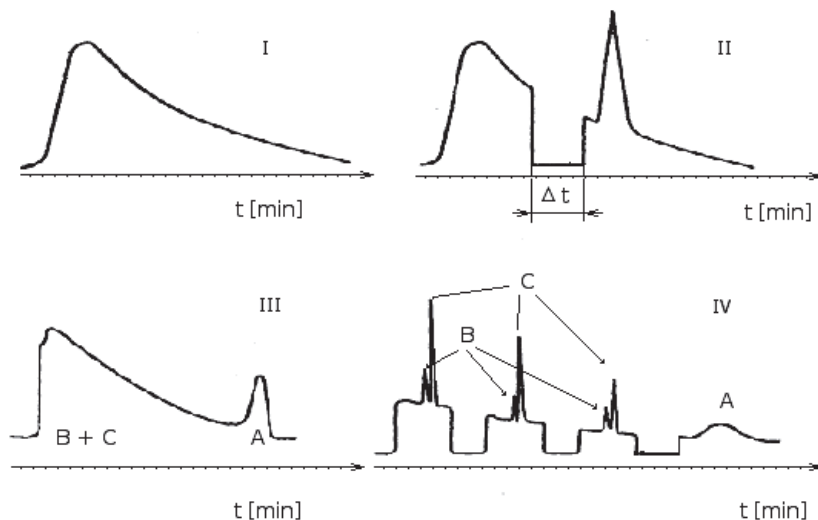 I
t [min]
II
Δ t
t [min]
III
B + C
A
t [min]
C
IV
B
A
t [min]